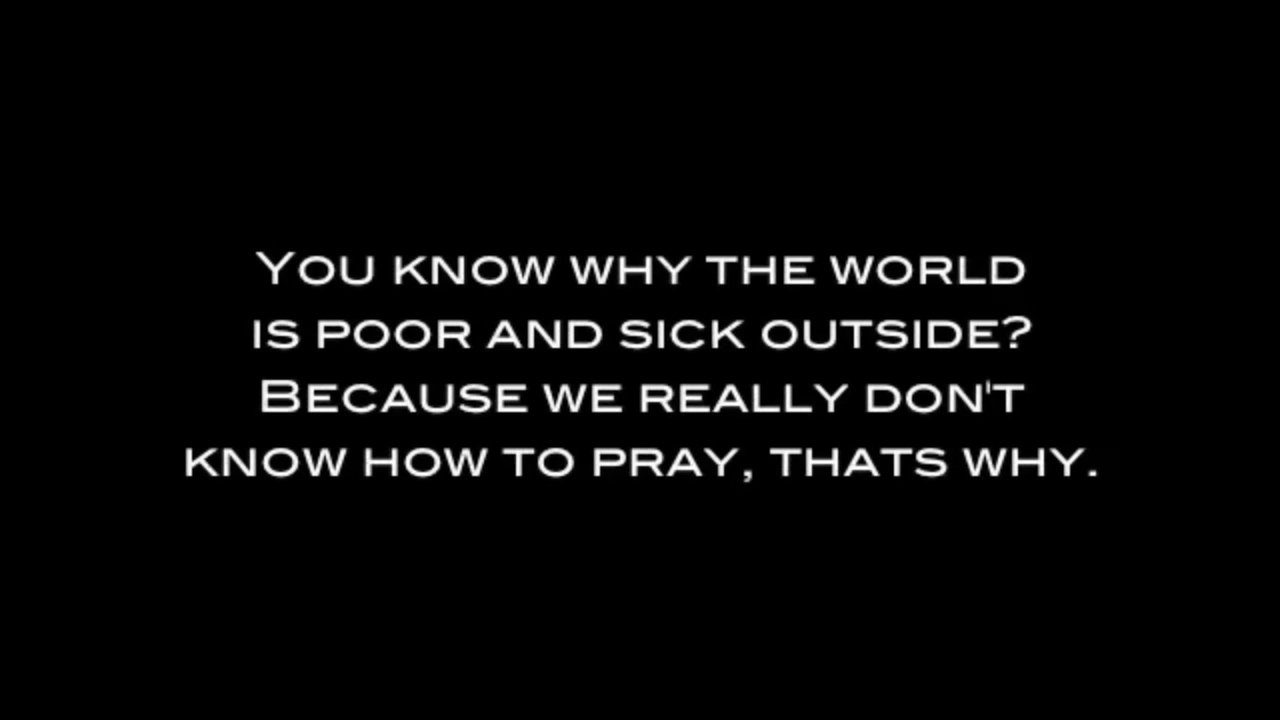 You know why the world
is poor and sick outside?
Because we really don't
know how to pray, thats why.